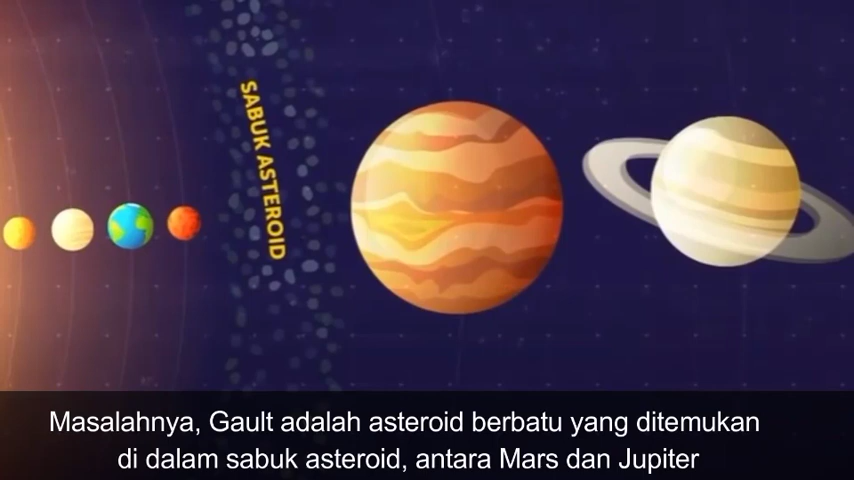 SABUK ASTEROID
Masalahnya, Gault adalah asteroid berbatu yang ditemukan
di dalam sabuk asteroid, antara Mars dan Jupiter